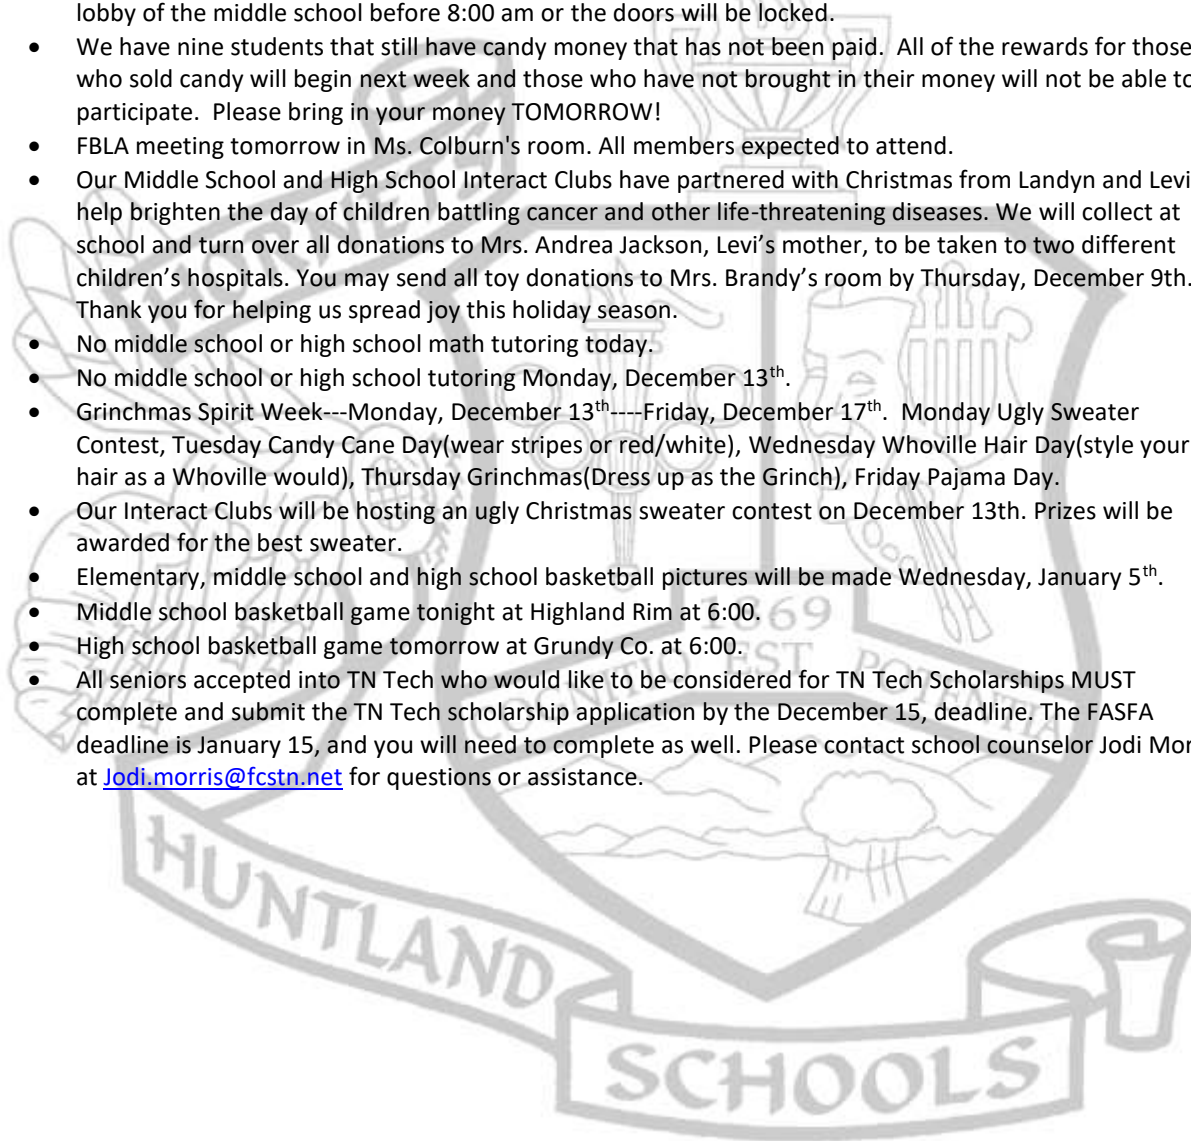 lobby of the middle school before 8:00 am or the doors will be locked.
• We have nine students that still have candy money that has not been paid.  All of the rewards for those
who sold candy will begin next week and those who have not brought in their money will not be able to
participate.  Please bring in your money TOMORROW!
• FBLA meeting tomorrow in Ms. Colburn's room. All members expected to attend.
• Our Middle School and High School Interact Clubs have partnered with Christmas from Landyn and Levi
help brighten the day of children battling cancer and other life-threatening diseases. We will collect at
school and turn over all donations to Mrs. Andrea Jackson, Levi’s mother, to be taken to two different
children’s hospitals. You may send all toy donations to Mrs. Brandy’s room by Thursday, December 9th.
Thank you for helping us spread joy this holiday season.
• No middle school or high school math tutoring today.
• No middle school or high school tutoring Monday, December 13th.
• Grinchmas Spirit Week---Monday, December 13th----Friday, December 17th.  Monday Ugly Sweater
Contest, Tuesday Candy Cane Day(wear stripes or red/white), Wednesday Whoville Hair Day(style your
hair as a Whoville would), Thursday Grinchmas(Dress up as the Grinch), Friday Pajama Day.
• Our Interact Clubs will be hosting an ugly Christmas sweater contest on December 13th. Prizes will be
awarded for the best sweater.
• Elementary, middle school and high school basketball pictures will be made Wednesday, January 5th.
• Middle school basketball game tonight at Highland Rim at 6:00.
• High school basketball game tomorrow at Grundy Co. at 6:00.
• All seniors accepted into TN Tech who would like to be considered for TN Tech Scholarships MUST
complete and submit the TN Tech scholarship application by the December 15, deadline. The FASFA
deadline is January 15, and you will need to complete as well. Please contact school counselor Jodi Mor
at Jodi.morris@fcstn.net for questions or assistance.
HORNETS
1869
EST
COGNITIO POTENTIA
HUNTLAND
SCHOOLS